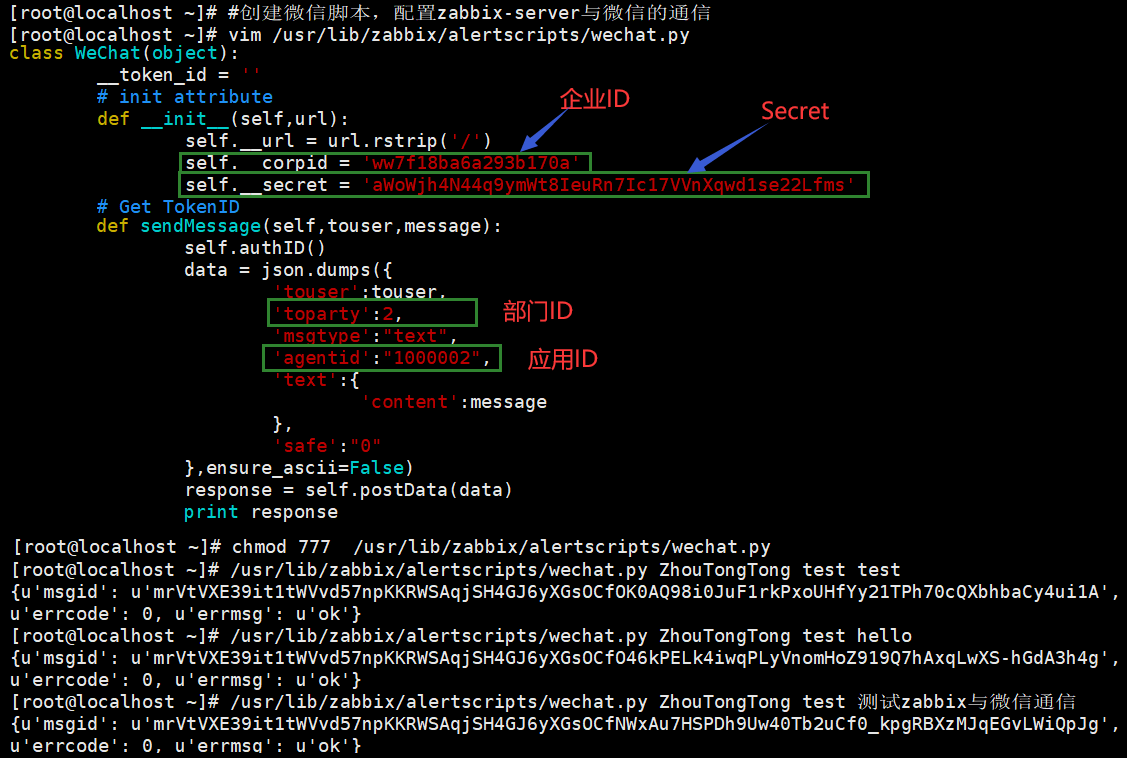 [root@localhost ~]# #创建微信脚本，配置zabbix-server与微信的通信
[root@localhost ~]# vim /usr/lib/zabbix/alertscripts/wechat.py
class WeChat(object):
__token_id = ''
# init attribute
企业ID
def __init__(self,url):
Secret
self.__url = url.rstrip('/')
self.__corpid = 'ww7f18ba6a293b170a'
self.__secret = 'aWoWjh4N44q9ymWt8IeuRn7Ic17VVnXqwd1se22Lfms'
# Get TokenID
def sendMessage(self,touser,message):
self.authID()
data = json.dumps({
'touser':touser,
'toparty':2, 部门ID
'msgtype':"text",
'agentid':"1000002", 应用ID
'text':{
'content':message
},
'safe':"0"
},ensure_ascii=False)
response = self.postData(data)
print response
[root@localhost ~]# chmod 777  /usr/lib/zabbix/alertscripts/wechat.py
[root@localhost ~]# /usr/lib/zabbix/alertscripts/wechat.py ZhouTongTong test test
{u'msgid': u'mrVtVXE39it1tWVvd57npKKRWSAqjSH4GJ6yXGsOCfOK0AQ98i0JuF1rkPxoUHfYy21TPh70cQXbhbaCy4ui1A',
u'errcode': 0, u'errmsg': u'ok'}
[root@localhost ~]# /usr/lib/zabbix/alertscripts/wechat.py ZhouTongTong test hello
{u'msgid': u'mrVtVXE39it1tWVvd57npKKRWSAqjSH4GJ6yXGsOCfO46kPELk4iwqPLyVnomHoZ919Q7hAxqLwXS-hGdA3h4g',
u'errcode': 0, u'errmsg': u'ok'}
[root@localhost ~]# /usr/lib/zabbix/alertscripts/wechat.py ZhouTongTong test 测试zabbix与微信通信
{u'msgid': u'mrVtVXE39it1tWVvd57npKKRWSAqjSH4GJ6yXGsOCfNWxAu7HSPDh9Uw40Tb2uCf0_kpgRBXzMJqEGvLWiQpJg',
u'errcode': 0, u'errmsg': u'ok'}